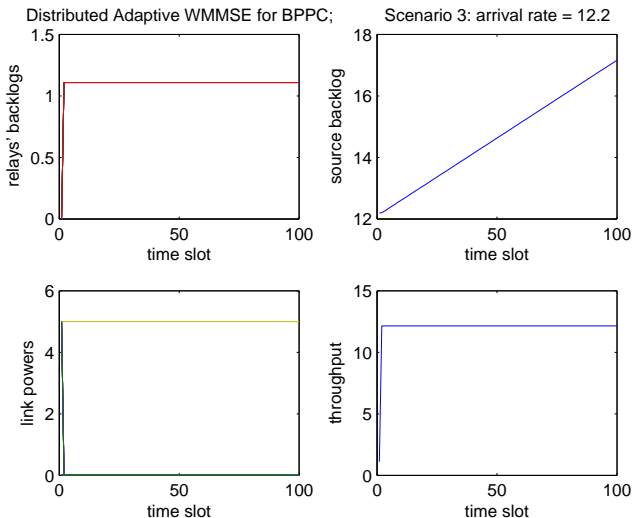 Distributed Adaptive WMMSE for BPPC; Scenario 3: arrival rate = 12.2
1.5
1
0.5
0
relays' backlogs
0 50 100
time slot
18
16
14
12
source backlog
0 50 100
time slot
6
4
2
0
link powers
0 50 100
time slot
15
10
5
0
throughput
0 50 100
time slot